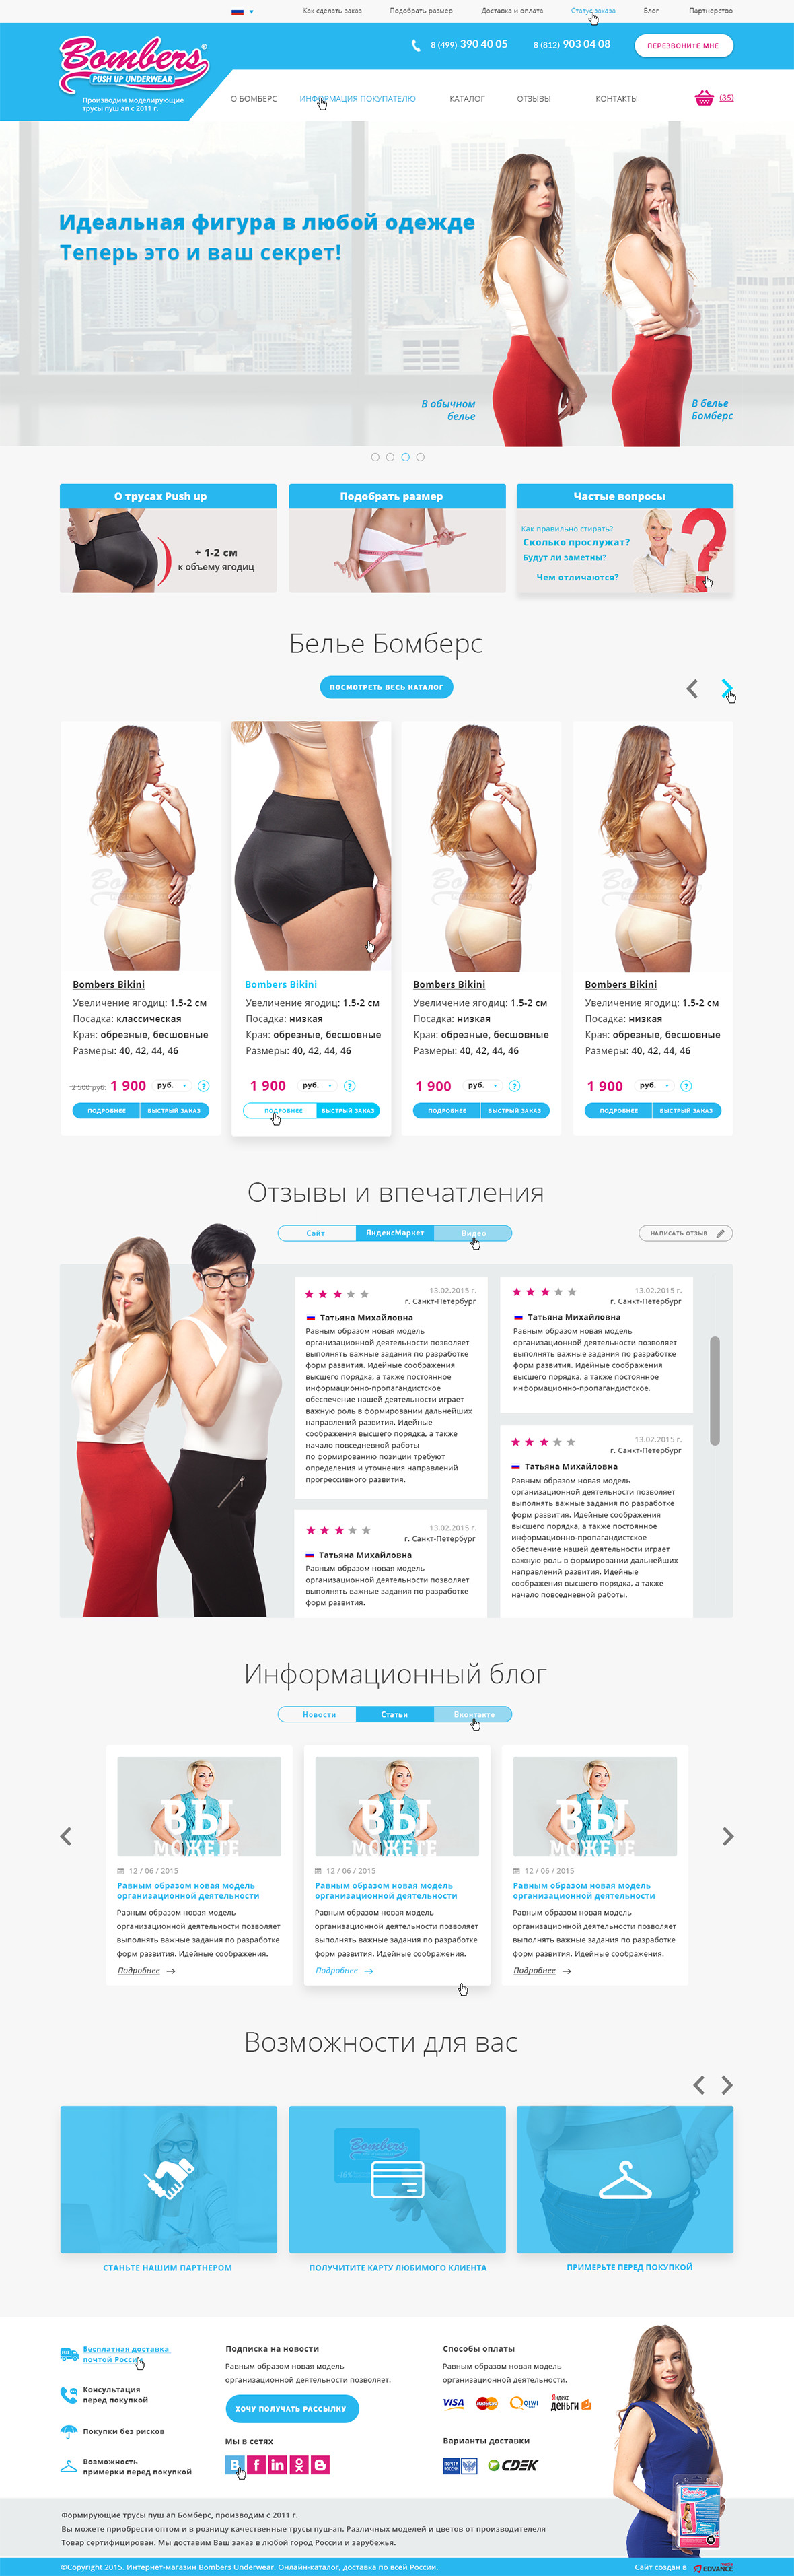 Как сделать заказ
Подобрать размер
Доставка и оплата
Статус заказа
Блог
Партнерство
Bombers®
PUSH UP UNDERWEAR
Производим моделирующие
трусы пуш ап с 2011 г.
8 (499) 390 40 05
8 (812) 903 04 08
ПЕРЕЗВОНИТЕ МНЕ
О БОМБЕРС
ИНФОРМАЦИЯ ПОКУПАТЕЛЮ
КАТАЛОГ
ОТЗЫВЫ
КОНТАКТЫ
(35)
Идеальная фигура в любой одежде
Теперь это и ваш секрет!
В обычном
белье
В белье
Бомберс
О трусах Push up
+ 1-2 см
к объему ягодиц
Подобрать размер
Частые вопросы
Как правильно стирать?
Сколько прослужат?
Будут ли заметны?
Чем отличаются?
Белье Бомберс
ПОСМОТРЕТЬ ВЕСЬ КАТАЛОГ
Bombers Bikini
Увеличение ягодиц: 1.5-2 см
Посадка: классическая
Края: обрезные, бесшовные
Размеры: 40, 42, 44, 46
2 500 руб. 1 900 руб. ?
ПОДРОБНЕЕ БЫСТРЫЙ ЗАКАЗ
Bombers Bikini
Увеличение ягодиц: 1.5-2 см
Посадка: низкая
Края: обрезные, бесшовные
Размеры: 40, 42, 44, 46
1 900 руб. ?
ПОДРОБНЕЕ БЫСТРЫЙ ЗАКАЗ
Bombers Bikini
Увеличение ягодиц: 1.5-2 см
Посадка: низкая
Края: обрезные, бесшовные
Размеры: 40, 42, 44, 46
1 900 руб. ?
ПОДРОБНЕЕ БЫСТРЫЙ ЗАКАЗ
Bombers Bikini
Увеличение ягодиц: 1.5-2 см
Посадка: низкая
Края: обрезные, бесшовные
Размеры: 40, 42, 44, 46
1 900 руб. ?
ПОДРОБНЕЕ БЫСТРЫЙ ЗАКАЗ
Отзывы и впечатления
Сайт
ЯндексМаркет
Видео
НАПИСАТЬ ОТЗЫВ
13.02.2015 г.
г. Санкт-Петербург
Татьяна Михайловна
Равным образом новая модель
организационной деятельности позволяет
выполнять важные задания по разработке
форм развития. Идейные соображения
высшего порядка, а также постоянное
информационно-пропагандистское
обеспечение нашей деятельности играет
важную роль в формировании дальнейших
направлений развития. Идейные
соображения высшего порядка, а также
начало повседневной работы
по формированию позиции требуют
определения и уточнения направлений
прогрессивного развития.
13.02.2015 г.
г. Санкт-Петербург
Татьяна Михайловна
Равным образом новая модель
организационной деятельности позволяет
выполнять важные задания по разработке
форм развития.
13.02.2015 г.
г. Санкт-Петербург
Татьяна Михайловна
Равным образом новая модель
организационной деятельности позволяет
выполнять важные задания по разработке
форм развития. Идейные соображения
высшего порядка, а также постоянное
информационно-пропагандистское.
13.02.2015 г.
г. Санкт-Петербург
Татьяна Михайловна
Равным образом новая модель
организационной деятельности позволяет
выполнять важные задания по разработке
форм развития. Идейные соображения
высшего порядка, а также постоянное
информационно-пропагандистское
обеспечение нашей деятельности играет
важную роль в формировании дальнейших
направлений развития. Идейные
соображения высшего порядка, а также
начало повседневной работы.
Информационный блог
Новости
Статьи
Вконтакте
ВЫ
МОЖЕТЕ
12 / 06 / 2015
Равным образом новая модель
организационной деятельности
Равным образом новая модель
организационной деятельности позволяет
выполнять важные задания по разработке
форм развития. Идейные соображения.
Подробнее
ВЫ
МОЖЕТЕ
12 / 06 / 2015
Равным образом новая модель
организационной деятельности
Равным образом новая модель
организационной деятельности позволяет
выполнять важные задания по разработке
форм развития. Идейные соображения.
Подробнее
ВЫ
МОЖЕТЕ
12 / 06 / 2015
Равным образом новая модель
организационной деятельности
Равным образом новая модель
организационной деятельности позволяет
выполнять важные задания по разработке
форм развития. Идейные соображения.
Подробнее
Возможности для вас
СТАНЬТЕ НАШИМ ПАРТНЕРОМ
Bombers
ПОЛУЧИТИТЕ КАРТУ ЛЮБИМОГО КЛИЕНТА
ПРИМЕРЬТЕ ПЕРЕД ПОКУПКОЙ
Бесплатная доставка
почтой России
Консультация
перед покупкой
Покупки без рисков
Возможность
примерки перед покупкой
Подписка на новости
Равным образом новая модель
организационной деятельности позволяет.
ХОЧУ ПОЛУЧАТЬ РАССЫЛКУ
Мы в сетях
Способы оплаты
Равным образом новая модель
организационной деятельности.
VISA
MasterCard
QIWI
Яндекс
деньги
Варианты доставки
ПОЧТА
РОССИИ
CDEK
Формирующие трусы пуш ап Бомберс, производим с 2011 г.
Вы можете приобрести оптом и в розницу качественные трусы пуш-ап. Различных моделей и цветов от производителя
Товар сертифицирован. Мы доставим Ваш заказ в любой город России и зарубежья.
©Copyright 2015. Интернет-магазин Bombers Underwear. Онлайн-каталог, доставка по всей России.
Сайт создан в
EDVANCE